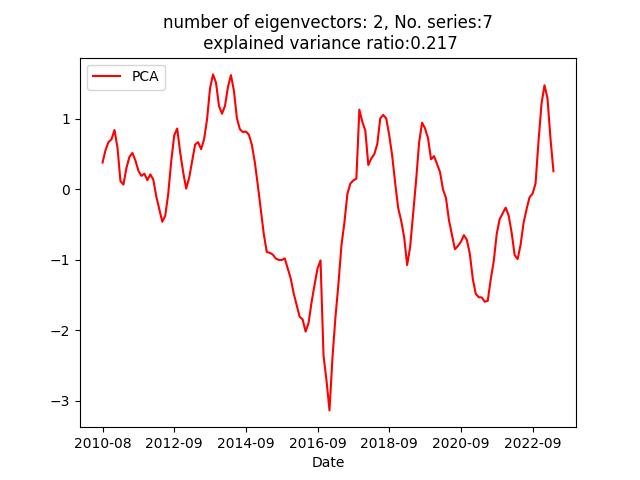 number of eigenvectors: 2, No. series:7
explained variance ratio:0.217
PCA
1
0
−1
−2
−3
2010-08 2012-09 2014-09 2016-09 2018-09 2020-09 2022-09
Date